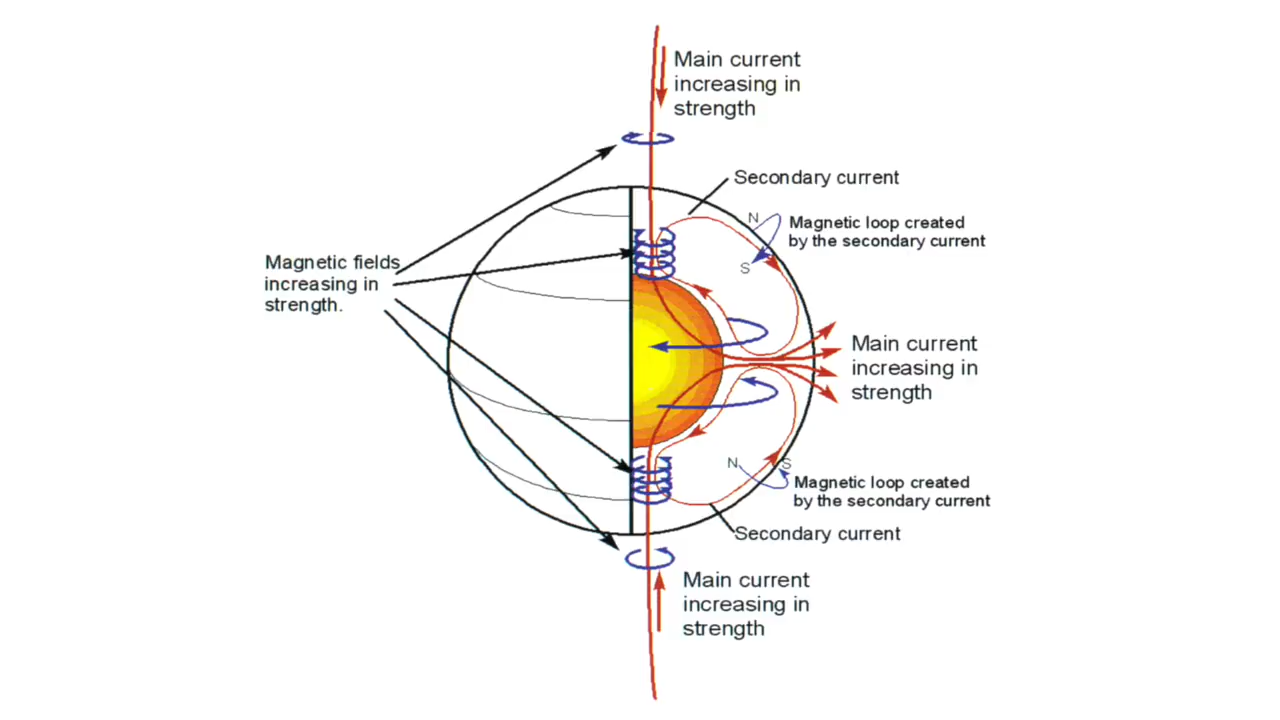 Main current
increasing in
strength
Secondary current
N
Magnetic loop created
by the secondary current
S
Magnetic fields
increasing in
strength.
Main current
increasing in
strength
N
S
Magnetic loop created
by the secondary current
Secondary current
Main current
increasing in
strength